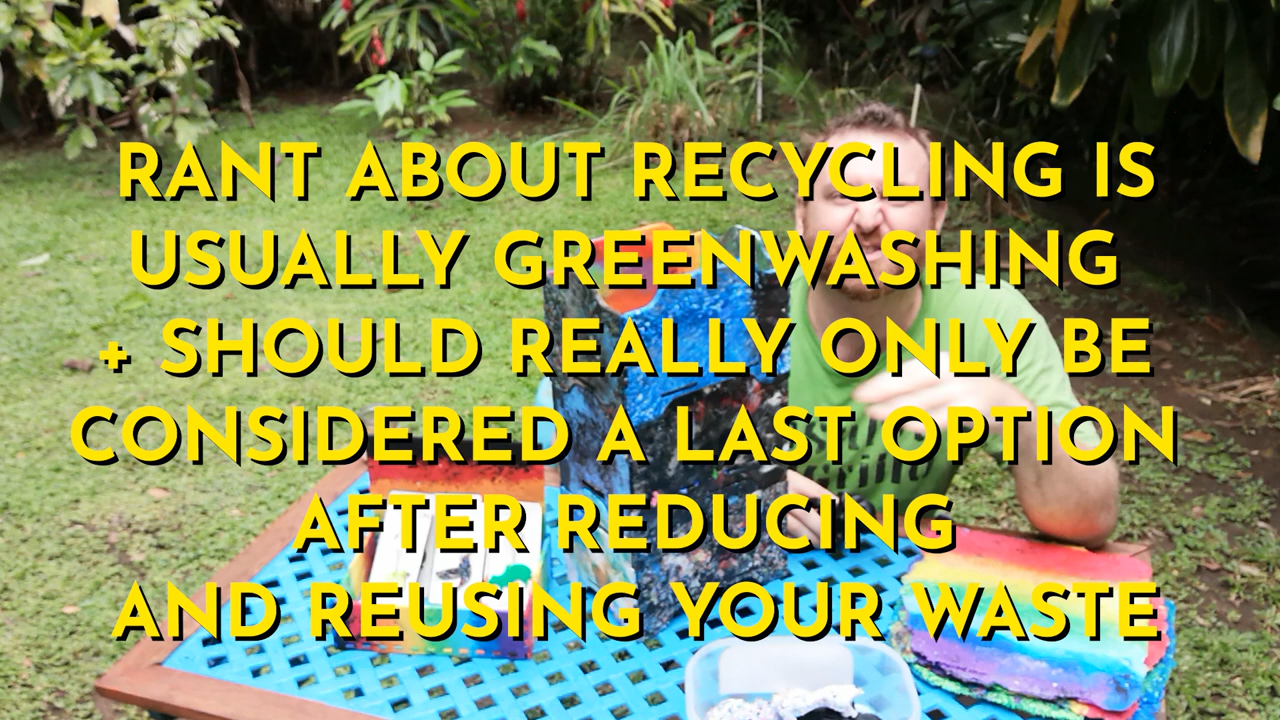 RANT ABOUT RECYCLING IS
USUALLY GREENWASHING
+ SHOULD REALLY ONLY BE
CONSIDERED A LAST OPTION
AFTER REDUCING
AND REUSING YOUR WASTE